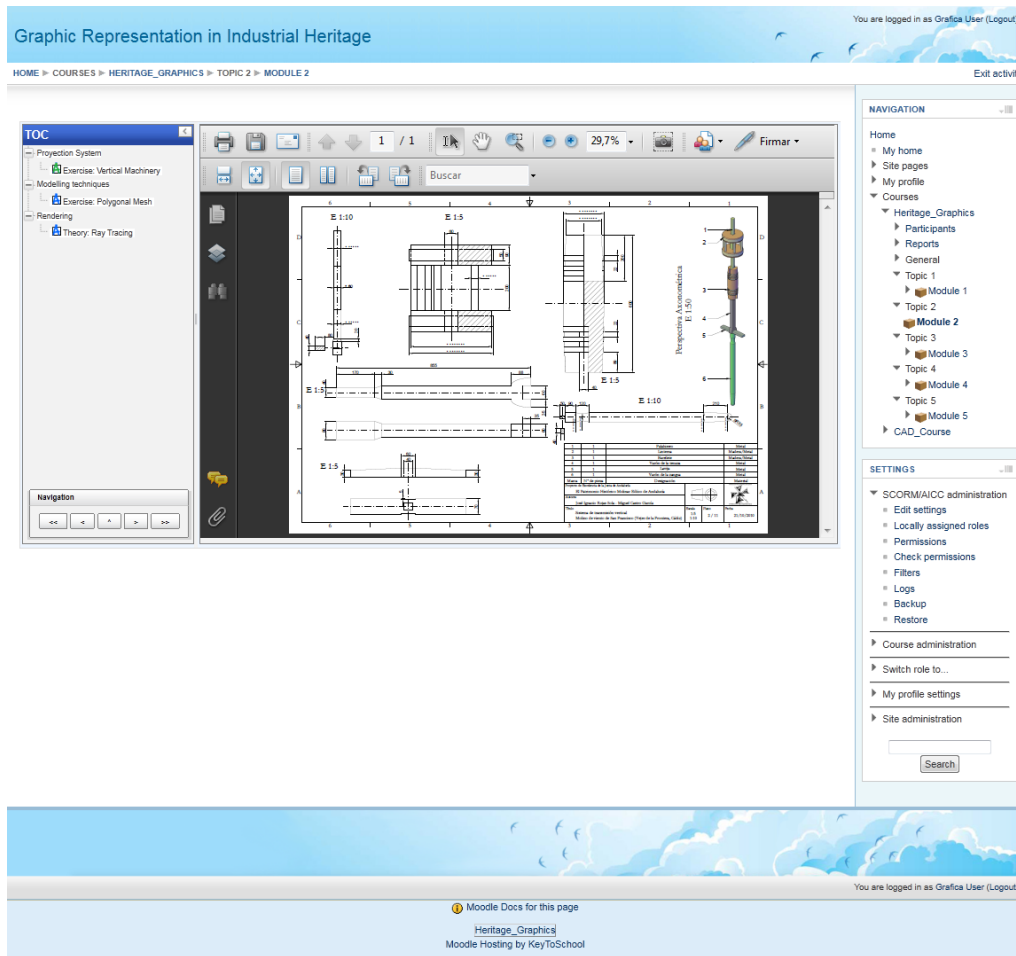 You are logged in as Grafica User (Logout
Graphic Representation in Industrial Heritage
HOME ► COURSES ► HERITAGE_GRAPHICS ► TOPIC 2 ► MODULE 2
Exit activi
TOC
Proyection System
Exercise: Vertical Machinery
Modelling techniques
Exercise: Polygonal Mesh
Rendering
Theory: Ray Tracing
Navigation
<< < ^ > >>
1 / 1
29,7%
Firmar
Buscar
E 1:10
E 1:5
Perspectiva Axonométrica
E 1:50
1
2
3
4
5
6
E 1:5
E 1:5
E 1:10
E 1:5
NAVIGATION
Home
My home
Site pages
My profile
Courses
Heritage_Graphics
Participants
Reports
General
Topic 1
Module 1
Topic 2
Module 2
Topic 3
Module 3
Topic 4
Module 4
Topic 5
Module 5
CAD_Course
SETTINGS
SCORM/AICC administration
Edit settings
Locally assigned roles
Permissions
Check permissions
Filters
Logs
Backup
Restore
Course administration
Switch role to...
My profile settings
Site administration
Search
You are logged in as Grafica User (Logout
Moodle Docs for this page
Heritage_Graphics
Moodle Hosting by KeyToSchool